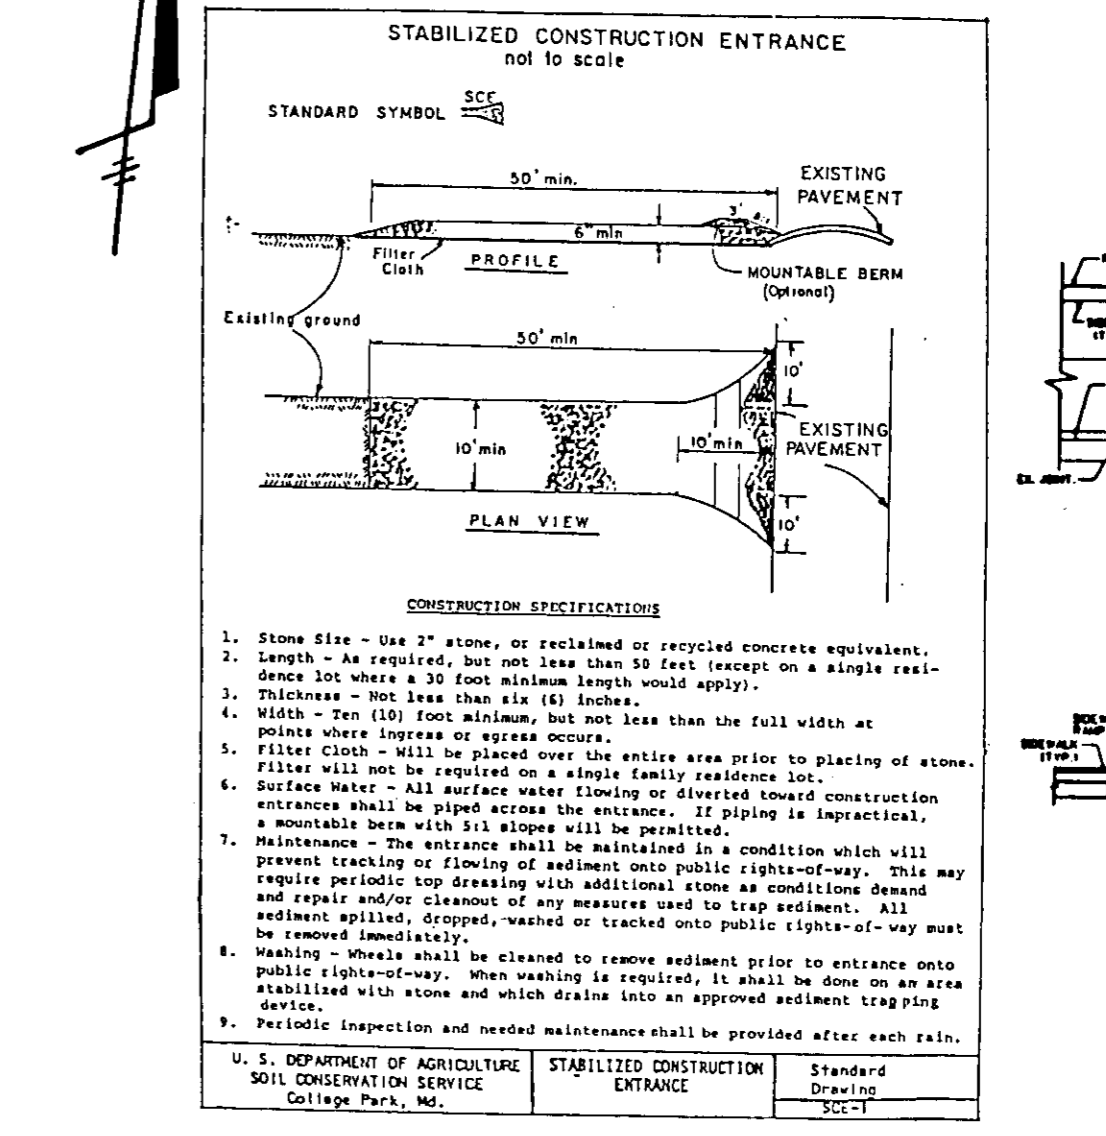 STABILIZED CONSTRUCTION ENTRANCE
not to scale
STANDARD SYMBOL SCE
50' min.
EXISTING
PAVEMENT
3'
6" min
Filter
Cloth
PROFILE
MOUNTABLE BERM
(Optional)
Existing ground
50' min
10'
10' min
10' min
EXISTING
PAVEMENT
PLAN VIEW
10'
CONSTRUCTION SPECIFICATIONS
1. Stone Size - Use 2" stone, or reclaimed or recycled concrete equivalent.
2. Length - As required, but not less than 50 feet (except on a single resi-
dence lot where a 30 foot minimum length would apply).
3. Thickness - Not less than six (6) inches.
4. Width - Ten (10) foot minimum, but not less than the full width at
points where ingress or egress occurs.
5. Filter Cloth - Will be placed over the entire area prior to placing of stone.
Filter will not be required on a single family residence lot.
6. Surface Water - All surface water flowing or diverted toward construction
entrances shall be piped across the entrance. If piping is impractical,
a mountable berm with 5:1 slopes will be permitted.
7. Maintenance - The entrance shall be maintained in a condition which will
prevent tracking or flowing of sediment onto public rights-of-way. This may
require periodic top dressing with additional stone as conditions demand
and repair and/or cleanout of any measures used to trap sediment. All
sediment spilled, dropped, washed or tracked onto public rights-of-way must
be removed immediately.
8. Washing - Wheels shall be cleaned to remove sediment prior to entrance onto
public rights-of-way. When washing is required, it shall be done on an area
stabilized with stone and which drains into an approved sediment trapping
device.
9. Periodic inspection and needed maintenance shall be provided after each rain.
U. S. DEPARTMENT OF AGRICULTURE
SOIL CONSERVATION SERVICE
College Park, Md.
STABILIZED CONSTRUCTION
ENTRANCE
Standard
Drawing
SCE-1
EX. JOINT.
SIDEWALK
(TYP.)
RAMP